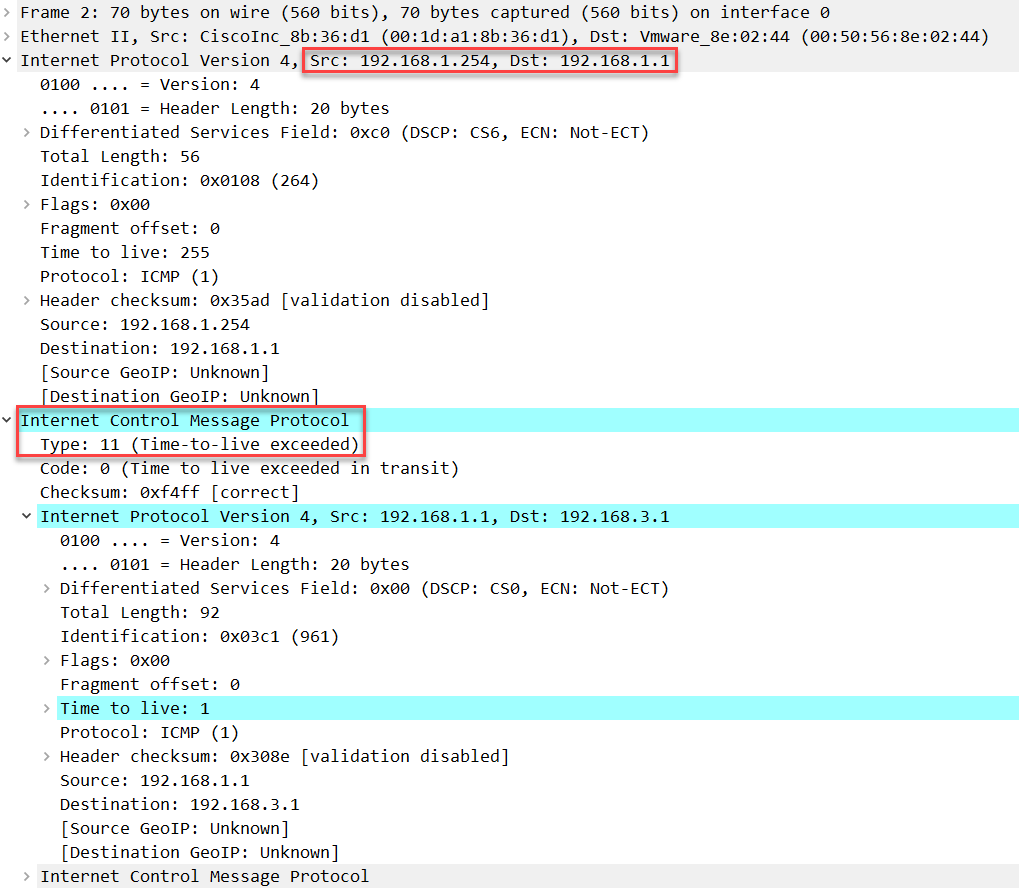 Frame 2: 70 bytes on wire (560 bits), 70 bytes captured (560 bits) on interface 0
Ethernet II, Src: CiscoInc_8b:36:d1 (00:1d:a1:8b:36:d1), Dst: Vmware_8e:02:44 (00:50:56:8e:02:44)
Internet Protocol Version 4, Src: 192.168.1.254, Dst: 192.168.1.1
0100 .... = Version: 4
.... 0101 = Header Length: 20 bytes
Differentiated Services Field: 0xc0 (DSCP: CS6, ECN: Not-ECT)
Total Length: 56
Identification: 0x0108 (264)
Flags: 0x00
Fragment offset: 0
Time to live: 255
Protocol: ICMP (1)
Header checksum: 0x35ad [validation disabled]
Source: 192.168.1.254
Destination: 192.168.1.1
[Source GeoIP: Unknown]
[Destination GeoIP: Unknown]
Internet Control Message Protocol
Type: 11 (Time-to-live exceeded)
Code: 0 (Time to live exceeded in transit)
Checksum: 0xf4ff [correct]
Internet Protocol Version 4, Src: 192.168.1.1, Dst: 192.168.3.1
0100 .... = Version: 4
.... 0101 = Header Length: 20 bytes
Differentiated Services Field: 0x00 (DSCP: CS0, ECN: Not-ECT)
Total Length: 92
Identification: 0x03c1 (961)
Flags: 0x00
Fragment offset: 0
Time to live: 1
Protocol: ICMP (1)
Header checksum: 0x308e [validation disabled]
Source: 192.168.1.1
Destination: 192.168.3.1
[Source GeoIP: Unknown]
[Destination GeoIP: Unknown]
Internet Control Message Protocol